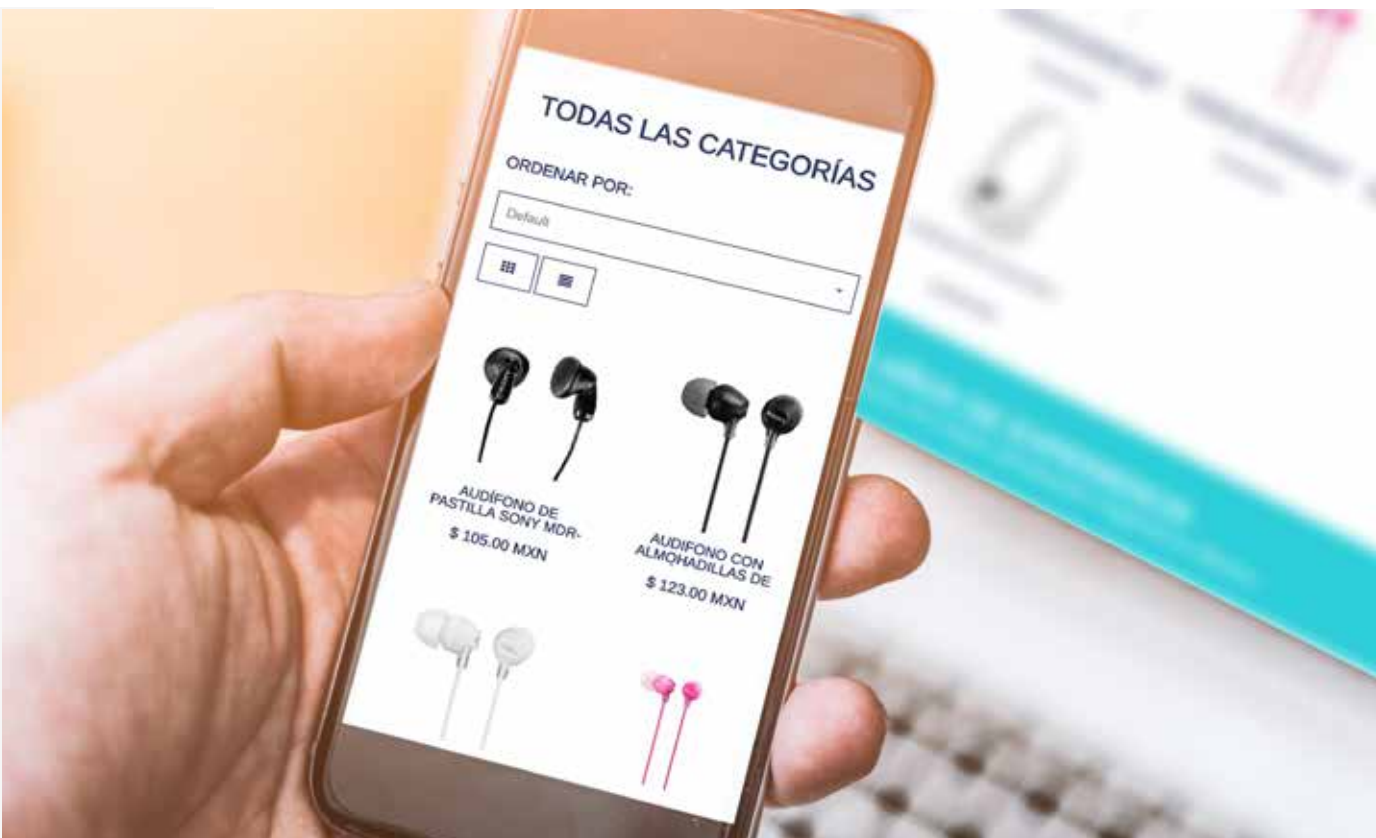 TODAS LAS CATEGORÍAS
ORDENAR POR:
Default
AUDÍFONO DE
PASTILLA SONY MDR-
$ 105.00 MXN
AUDIFONO CON
ALMOHADILLAS DE
$ 123.00 MXN